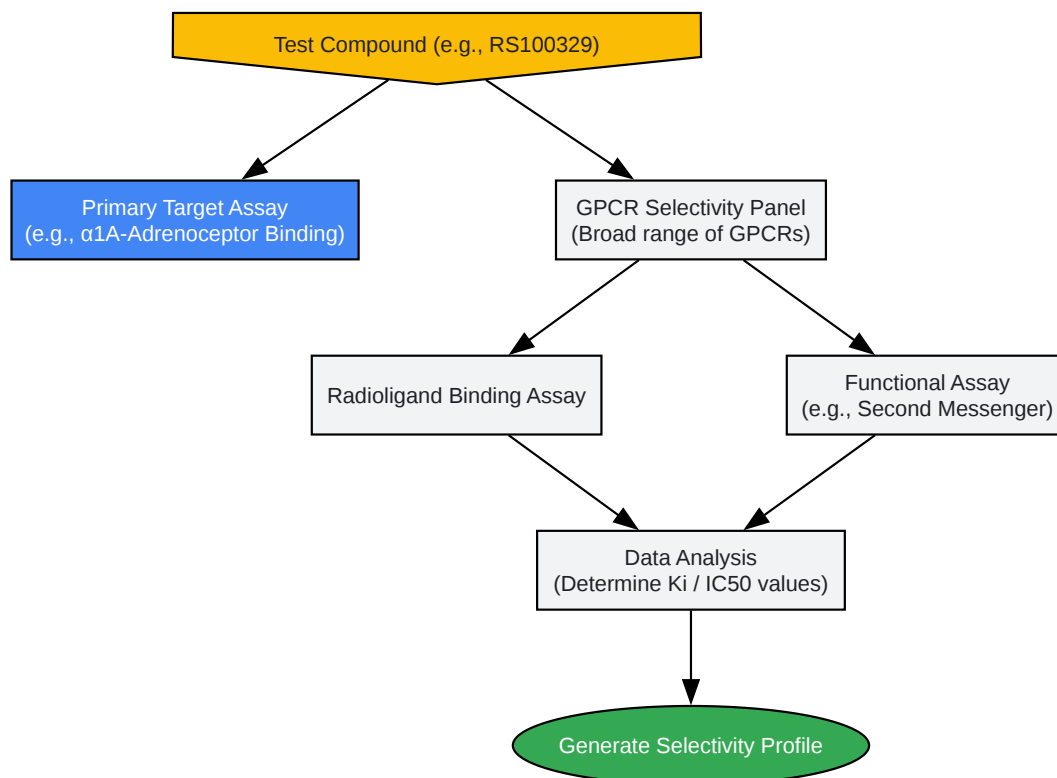 Test Compound (e.g., RS100329)
Primary Target Assay
(e.g., α1A-Adrenoceptor Binding)
GPCR Selectivity Panel
(Broad range of GPCRs)
Radioligand Binding Assay
Functional Assay
(e.g., Second Messenger)
Data Analysis
(Determine Ki / IC50 values)
Generate Selectivity Profile